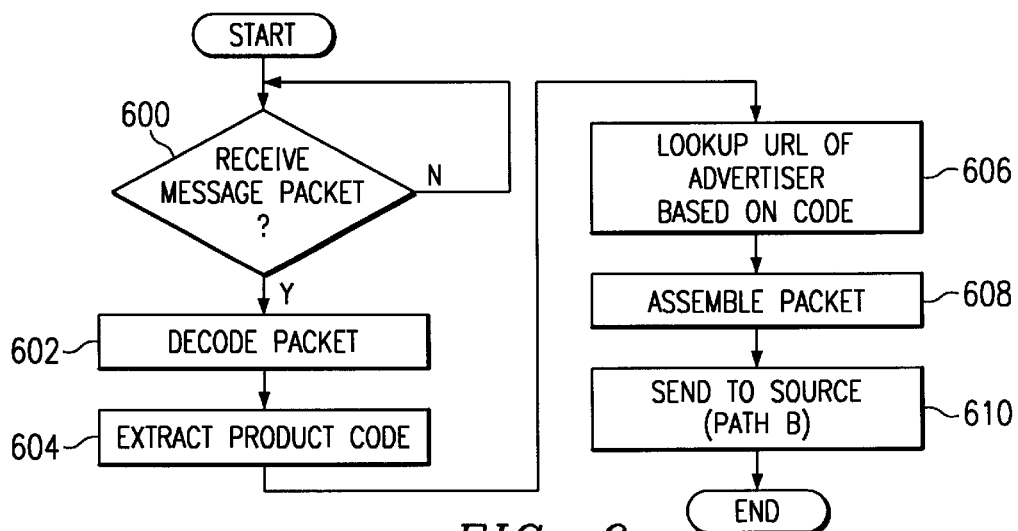 START
600
RECEIVE
MESSAGE PACKET
?
N
Y
602
DECODE PACKET
604
EXTRACT PRODUCT CODE
LOOKUP URL OF
ADVERTISER
BASED ON CODE
606
ASSEMBLE PACKET
608
SEND TO SOURCE
(PATH B)
610
END